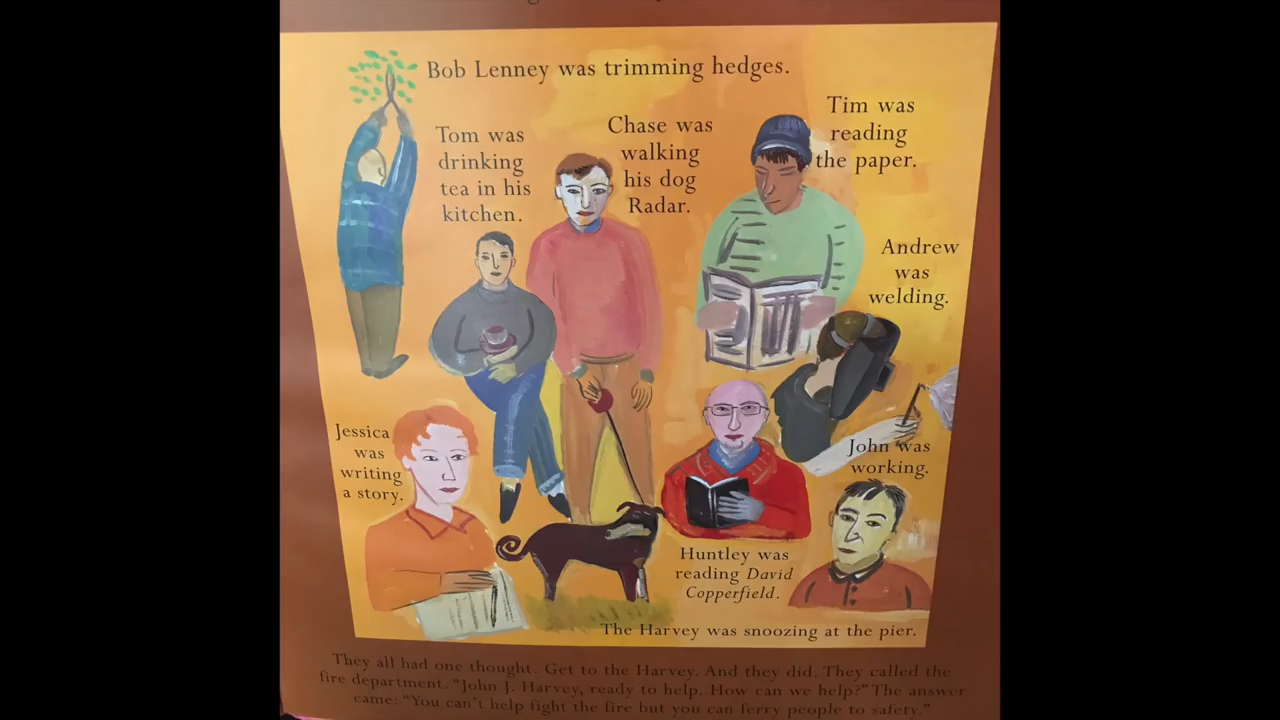 Bob Lenney was trimming hedges.
Tom was
drinking
tea in his
kitchen.
Chase was
walking
his dog
Radar.
Tim was
reading
the paper.
Andrew
was
welding.
Jessica
was
writing
a story.
John was
working.
Huntley was
reading David
Copperfield.
The Harvey was snoozing at the pier.
They all had one thought. Get to the Harvey. And they did. They called the
fire department. “John J. Harvey, ready to help. How can we help?” The answer
came: “You can’t help fight the fire but you can ferry people to safety.”